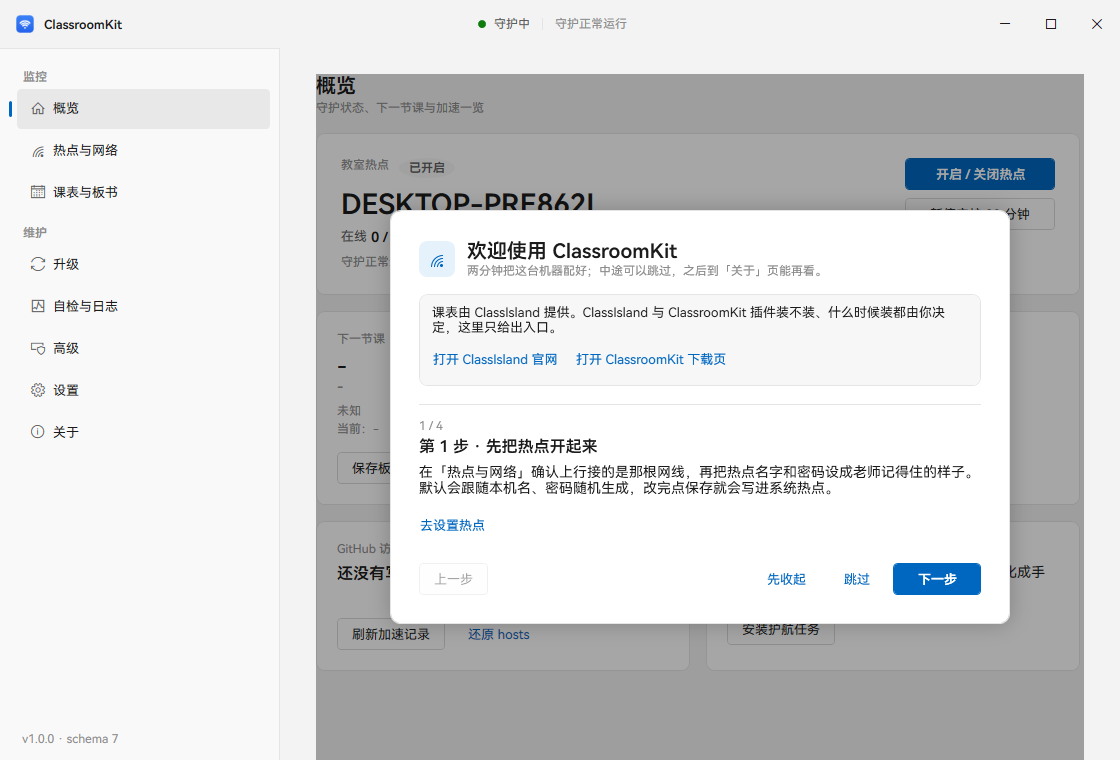 ClassroomKit
守护中
守护正常运行
监控
概览
热点与网络
课表与板书
维护
升级
自检与日志
高级
设置
关于
v1.0.0 · schema 7
概览
守护状态、下一节课与加速一览
教室热点
已开启
DESKTOP-PRE862L
在线 0 /
守护正常
开启 / 关闭热点
分钟
下一节课
-
-
未知
当前：-
保存板
GitHub 访
还没有
刷新加速记录
还原 hosts
化成手
安装护航任务
欢迎使用 ClassroomKit
两分钟把这台机器配好；中途可以跳过，之后到「关于」页能再看。
课表由 ClassIsland 提供。ClassIsland 与 ClassroomKit 插件装不装、什么时候装都由你决
定，这里只给出入口。
打开 ClassIsland 官网
打开 ClassroomKit 下载页
1 / 4
第 1 步 · 先把热点开起来
在「热点与网络」确认上行接的是那根网线，再把热点名字和密码设成老师记得住的样子。
默认会跟随本机名、密码随机生成，改完点保存就会写进系统热点。
去设置热点
上一步
先收起
跳过
下一步